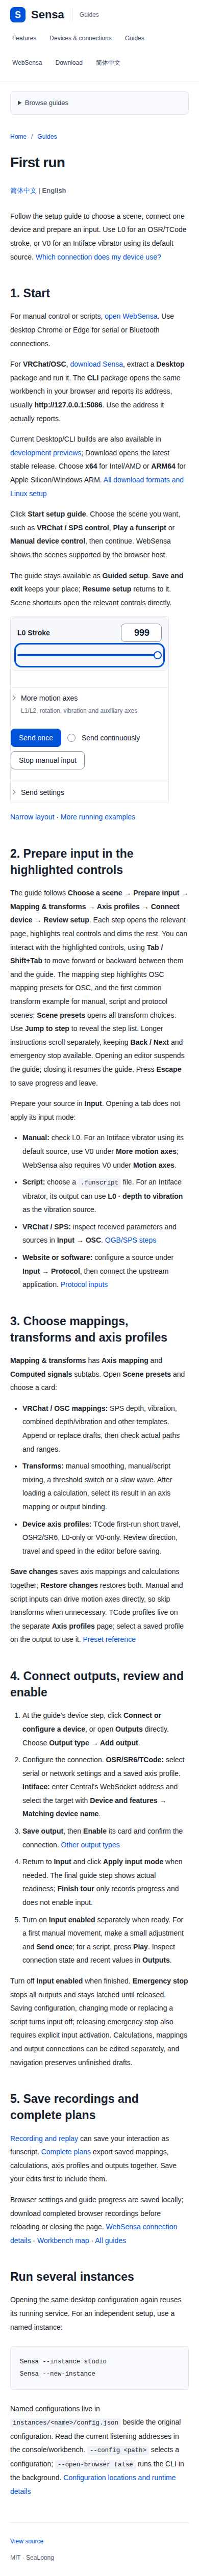 S Sensa Guides
Features Devices & connections Guides
WebSensa Download 简体中文
▶ Browse guides
Home / Guides
First run
简体中文 | English
Follow the setup guide to choose a scene, connect one
device and prepare an input. Use L0 for an OSR/TCode
stroke, or V0 for an Intiface vibrator using its default
source. Which connection does my device use?
1. Start
For manual control or scripts, open WebSensa. Use
desktop Chrome or Edge for serial or Bluetooth
connections.
For VRChat/OSC, download Sensa, extract a Desktop
package and run it. The CLI package opens the same
workbench in your browser and reports its address,
usually http://127.0.0.1:5086. Use the address it
actually reports.
Current Desktop/CLI builds are also available in
development previews; Download opens the latest
stable release. Choose x64 for Intel/AMD or ARM64 for
Apple Silicon/Windows ARM. All download formats and
Linux setup
Click Start setup guide. Choose the scene you want,
such as VRChat / SPS control, Play a funscript or
Manual device control, then continue. WebSensa
shows the scenes supported by the browser host.
The guide stays available as Guided setup. Save and
exit keeps your place; Resume setup returns to it.
Scene shortcuts open the relevant controls directly.
L0 Stroke 999
More motion axes
L1/L2, rotation, vibration and auxiliary axes
Send once Send continuously
Stop manual input
Send settings
Narrow layout · More running examples
2. Prepare input in the
highlighted controls
The guide follows Choose a scene → Prepare input →
Mapping & transforms → Axis profiles → Connect
device → Review setup. Each step opens the relevant
page, highlights real controls and dims the rest. You can
interact with the highlighted controls, using Tab /
Shift+Tab to move forward or backward between them
and the guide. The mapping step highlights OSC
mapping presets for OSC, and the first common
transform example for manual, script and protocol
scenes; Scene presets opens all transform choices.
Use Jump to step to reveal the step list. Longer
instructions scroll separately, keeping Back / Next and
emergency stop available. Opening an editor suspends
the guide; closing it resumes the guide. Press Escape
to save progress and leave.
Prepare your source in Input. Opening a tab does not
apply its input mode:
• Manual: check L0. For an Intiface vibrator using its
default source, use V0 under More motion axes;
WebSensa also requires V0 under Motion axes.
• Script: choose a .funscript file. For an Intiface
vibrator, its output can use L0 · depth to vibration
as the vibration source.
• VRChat / SPS: inspect received parameters and
sources in Input → OSC. OGB/SPS steps
• Website or software: configure a source under
Input → Protocol, then connect the upstream
application. Protocol inputs
3. Choose mappings,
transforms and axis profiles
Mapping & transforms has Axis mapping and
Computed signals subtabs. Open Scene presets and
choose a card:
• VRChat / OSC mappings: SPS depth, vibration,
combined depth/vibration and other templates.
Append or replace drafts, then check actual paths
and ranges.
• Transforms: manual smoothing, manual/script
mixing, a threshold switch or a slow wave. After
loading a calculation, select its result in an axis
mapping or output binding.
• Device axis profiles: TCode first-run short travel,
OSR2/SR6, L0-only or V0-only. Review direction,
travel and speed in the editor before saving.
Save changes saves axis mappings and calculations
together; Restore changes restores both. Manual and
script inputs can drive motion axes directly, so skip
transforms when unnecessary. TCode profiles live on
the separate Axis profiles page; select a saved profile
on the output to use it. Preset reference
4. Connect outputs, review and
enable
1. At the guide's device step, click Connect or
configure a device, or open Outputs directly.
Choose Output type → Add output.
2. Configure the connection. OSR/SR6/TCode: select
serial or network settings and a saved axis profile.
Intiface: enter Central's WebSocket address and
select the target with Device and features →
Matching device name.
3. Save output, then Enable its card and confirm the
connection. Other output types
4. Return to Input and click Apply input mode when
needed. The final guide step shows actual
readiness; Finish tour only records progress and
does not enable input.
5. Turn on Input enabled separately when ready. For
a first manual movement, make a small adjustment
and Send once; for a script, press Play. Inspect
connection state and recent values in Outputs.
Turn off Input enabled when finished. Emergency stop
stops all outputs and stays latched until released.
Saving configuration, changing mode or replacing a
script turns input off; releasing emergency stop also
requires explicit input activation. Calculations, mappings
and output connections can be edited separately, and
navigation preserves unfinished drafts.
5. Save recordings and
complete plans
Recording and replay can save your interaction as
funscript. Complete plans export saved mappings,
calculations, axis profiles and outputs together. Save
your edits first to include them.
Browser settings and guide progress are saved locally;
download completed browser recordings before
reloading or closing the page. WebSensa connection
details · Workbench map · All guides
Run several instances
Opening the same desktop configuration again reuses
its running service. For an independent setup, use a
named instance:
Sensa --instance studio
Sensa --new-instance
Named configurations live in
instances/<name>/config.json beside the original
configuration. Read the current listening addresses in
the console/workbench. --config <path> selects a
configuration; --open-browser false runs the CLI in
the background. Configuration locations and runtime
details
View source
MIT · SeaLoong